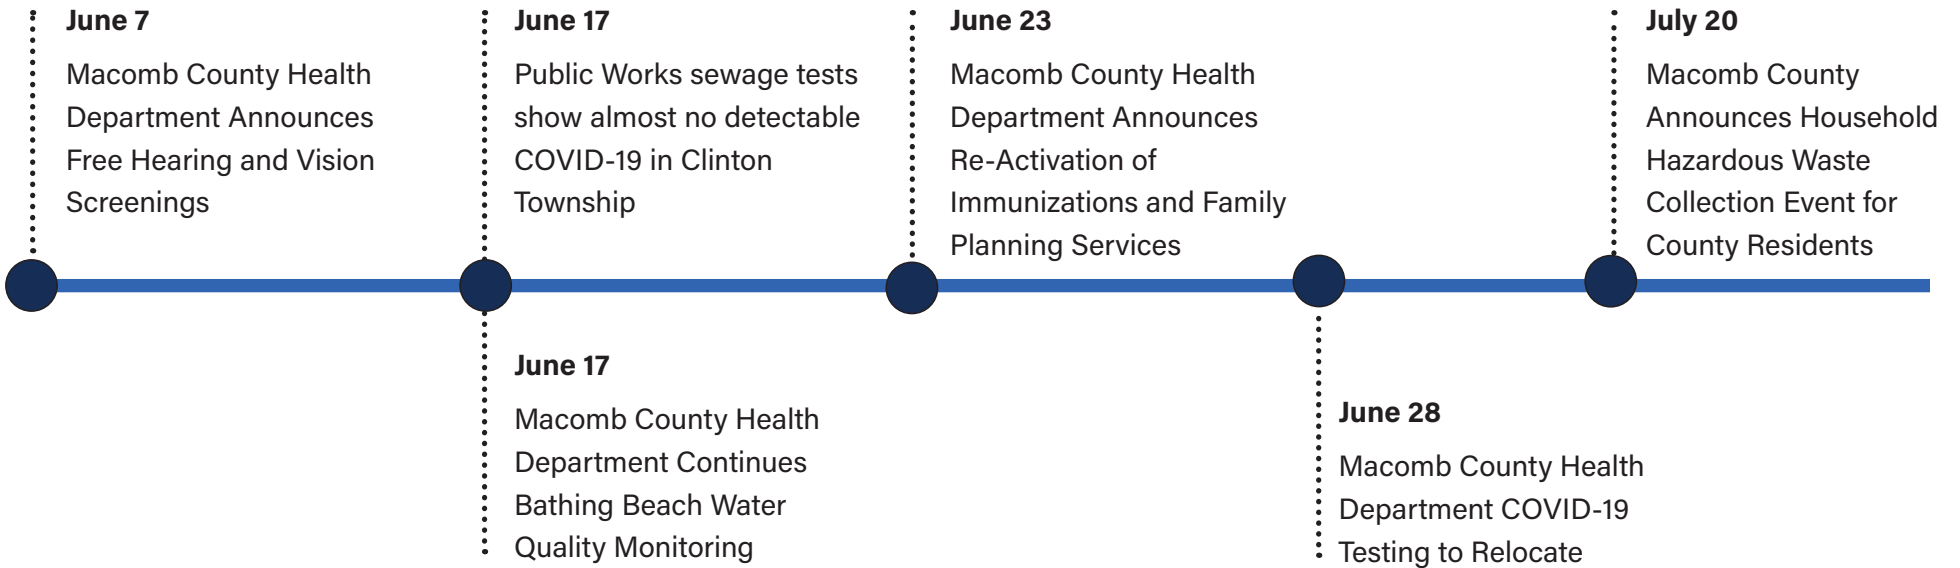 June 7
Macomb County Health
Department Announces
Free Hearing and Vision
Screenings
June 17
Public Works sewage tests
show almost no detectable
COVID-19 in Clinton
Township
June 17
Macomb County Health
Department Continues
Bathing Beach Water
Quality Monitoring
June 23
Macomb County Health
Department Announces
Re-Activation of
Immunizations and Family
Planning Services
June 28
Macomb County Health
Department COVID-19
Testing to Relocate
July 20
Macomb County
Announces Household
Hazardous Waste
Collection Event for
County Residents